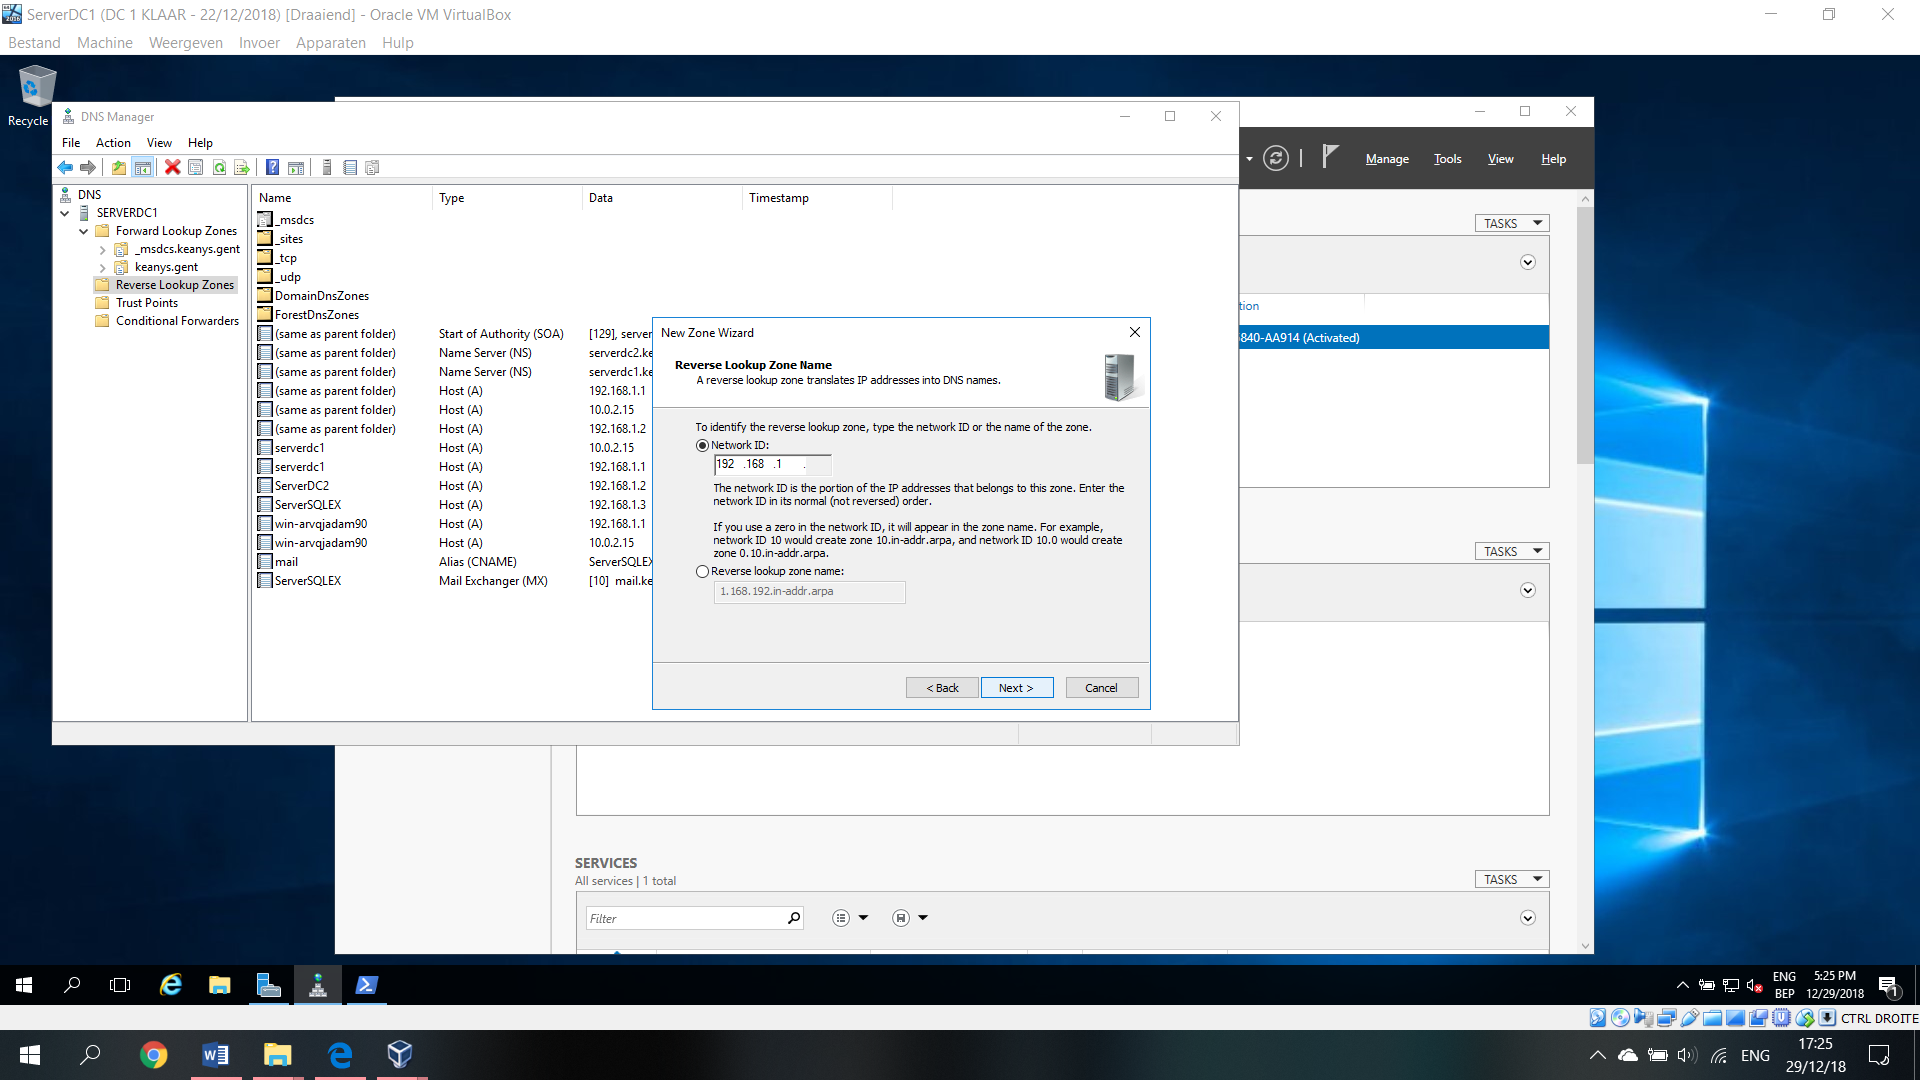 ServerDC1 (DC 1 KLAAR - 22/12/2018) [Draaiend] - Oracle VM VirtualBox
Bestand Machine Weergeven Invoer Apparaten Hulp
Recycle
DNS Manager
File Action View Help
Manage Tools View Help
DNS
SERVERDC1
Forward Lookup Zones
_msdcs.keanys.gent
keanys.gent
Reverse Lookup Zones
Trust Points
Conditional Forwarders
Name Type Data Timestamp
_msdcs
_sites
_tcp
_udp
DomainDnsZones
ForestDnsZones
(same as parent folder) Start of Authority (SOA) [129], server
(same as parent folder) Name Server (NS) serverdc2.ke
(same as parent folder) Name Server (NS) serverdc1.ke
(same as parent folder) Host (A) 192.168.1.1
(same as parent folder) Host (A) 10.0.2.15
(same as parent folder) Host (A) 192.168.1.2
serverdc1 Host (A) 10.0.2.15
serverdc1 Host (A) 192.168.1.1
ServerDC2 Host (A) 192.168.1.2
ServerSQLEX Host (A) 192.168.1.3
win-arvqjadam90 Host (A) 192.168.1.1
win-arvqjadam90 Host (A) 10.0.2.15
mail Alias (CNAME) ServerSQLEX
ServerSQLEX Mail Exchanger (MX) [10] mail.ke
New Zone Wizard
Reverse Lookup Zone Name
A reverse lookup zone translates IP addresses into DNS names.
To identify the reverse lookup zone, type the network ID or the name of the zone.
Network ID:
192 .168 .1 .
The network ID is the portion of the IP addresses that belongs to this zone. Enter the
network ID in its normal (not reversed) order.
If you use a zero in the network ID, it will appear in the zone name. For example,
network ID 10 would create zone 10.in-addr.arpa, and network ID 10.0 would create
zone 0.10.in-addr.arpa.
Reverse lookup zone name:
1.168.192.in-addr.arpa
< Back Next > Cancel
TASKS
tion
840-AA914 (Activated)
TASKS
SERVICES
All services | 1 total
TASKS
Filter
ENG
BEP
5:25 PM
12/29/2018
1
CTRL DROITE
ENG
17:25
29/12/18